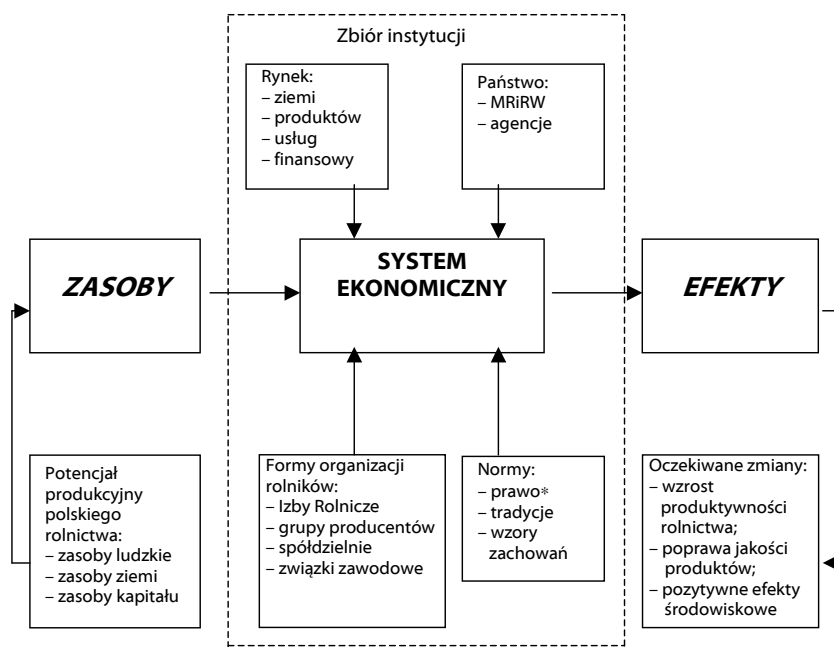 Zbiór instytucji
Rynek:
– ziemi
– produktów
– usług
– finansowy
Państwo:
– MRiRW
– agencje
ZASOBY
SYSTEM
EKONOMICZNY
EFEKTY
Potencjał
produkcyjny
polskiego
rolnictwa:
– zasoby ludzkie
– zasoby ziemi
– zasoby kapitału
Formy organizacji
rolników:
– Izby Rolnicze
– grupy producentów
– spółdzielnie
– związki zawodowe
Normy:
– prawo*
– tradycje
– wzory
zachowań
Oczekiwane zmiany:
– wzrost
produktywności
rolnictwa;
– poprawa jakości
produktów;
– pozytywne efekty
środowiskowe